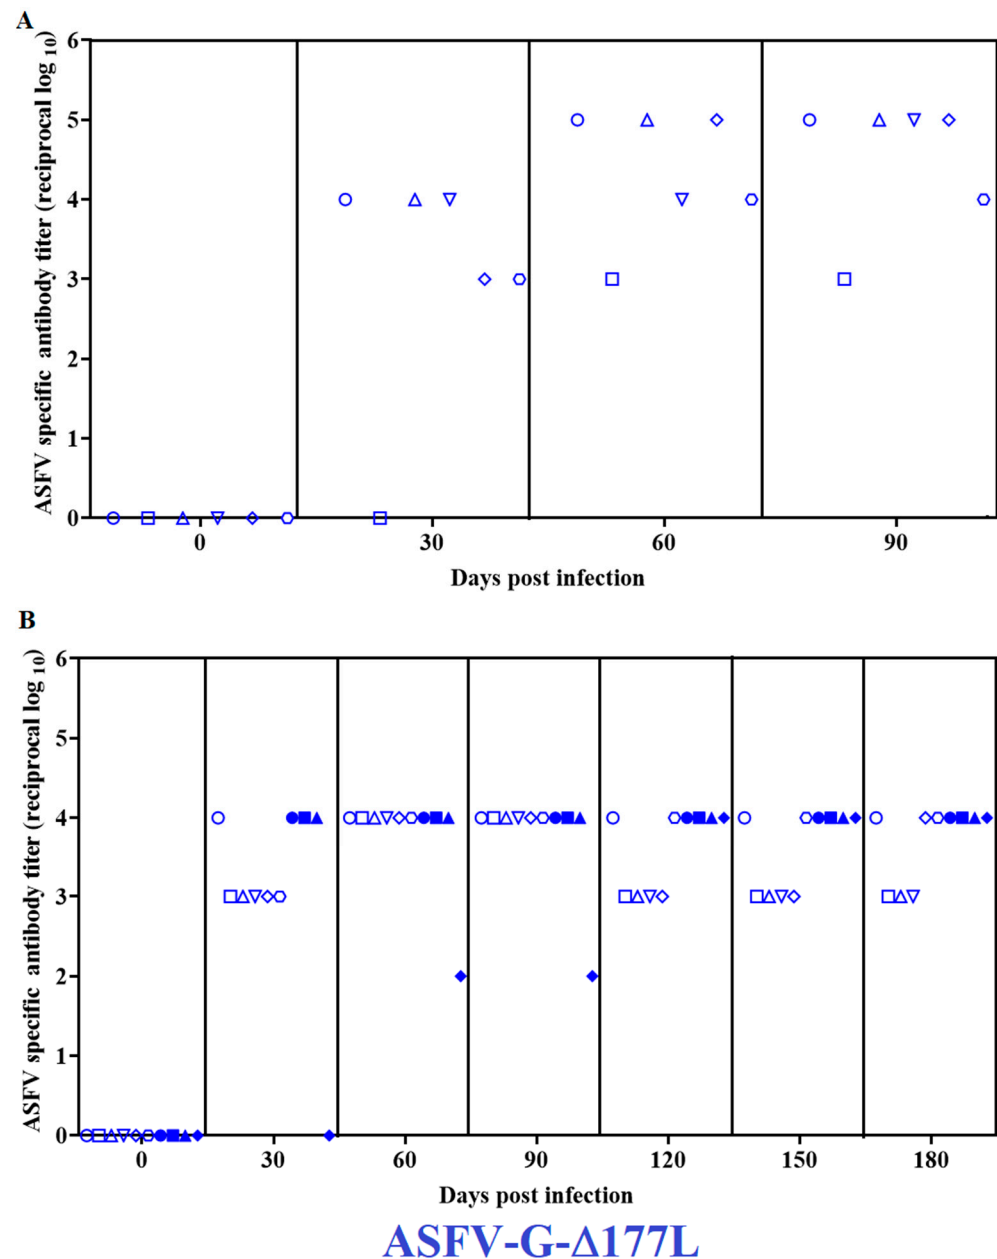 A
ASFV specific antibody titer (reciprocal log 10)
6
5
4
3
2
1
0
0 30 60 90
Days post infection
B
ASFV specific antibody titer (reciprocal log 10)
6
5
4
3
2
1
0
0 30 60 90 120 150 180
Days post infection
ASFV-G-Δ177L